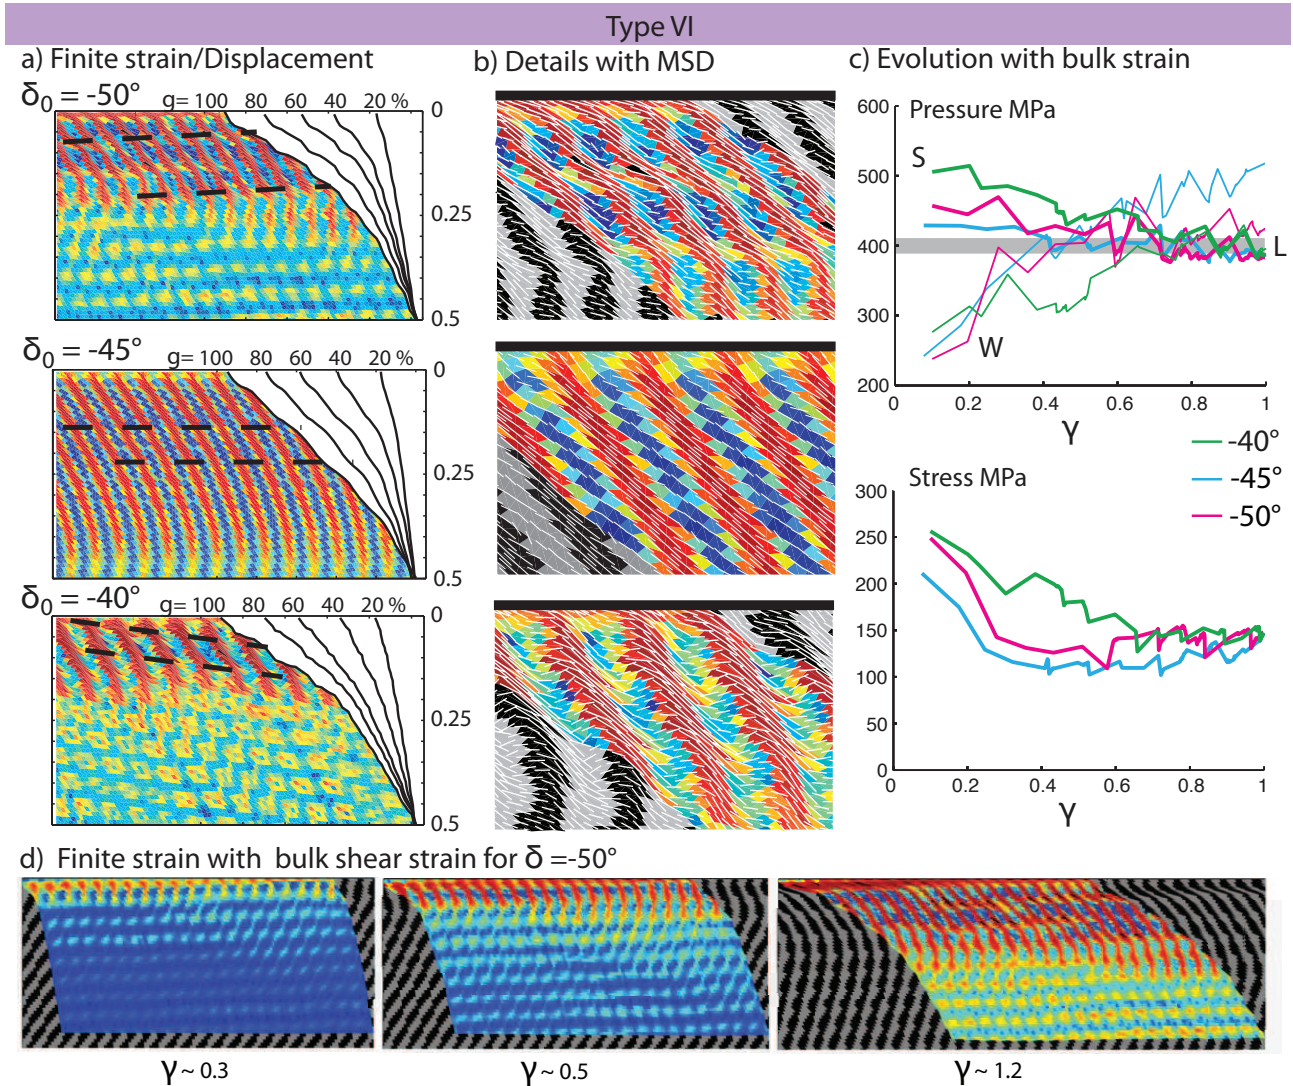 Type VI
a) Finite strain/Displacement
b) Details with MSD
c) Evolution with bulk strain
δ0 = -50°
g= 100 80 60 40 20 %
0
0.25
0.5
δ0 = -45°
g= 100 80 60 40 20 %
0
0.25
0.5
δ0 = -40°
g= 100 80 60 40 20 %
0
0.25
0.5
Pressure MPa
600
500
400
300
200
S
W
L
0 0.2 0.4 0.6 0.8 1
γ
-40°
-45°
-50°
Stress MPa
300
250
200
150
100
50
0
0 0.2 0.4 0.6 0.8 1
γ
d) Finite strain with bulk shear strain for δ =-50°
γ ~ 0.3
γ ~ 0.5
γ ~ 1.2